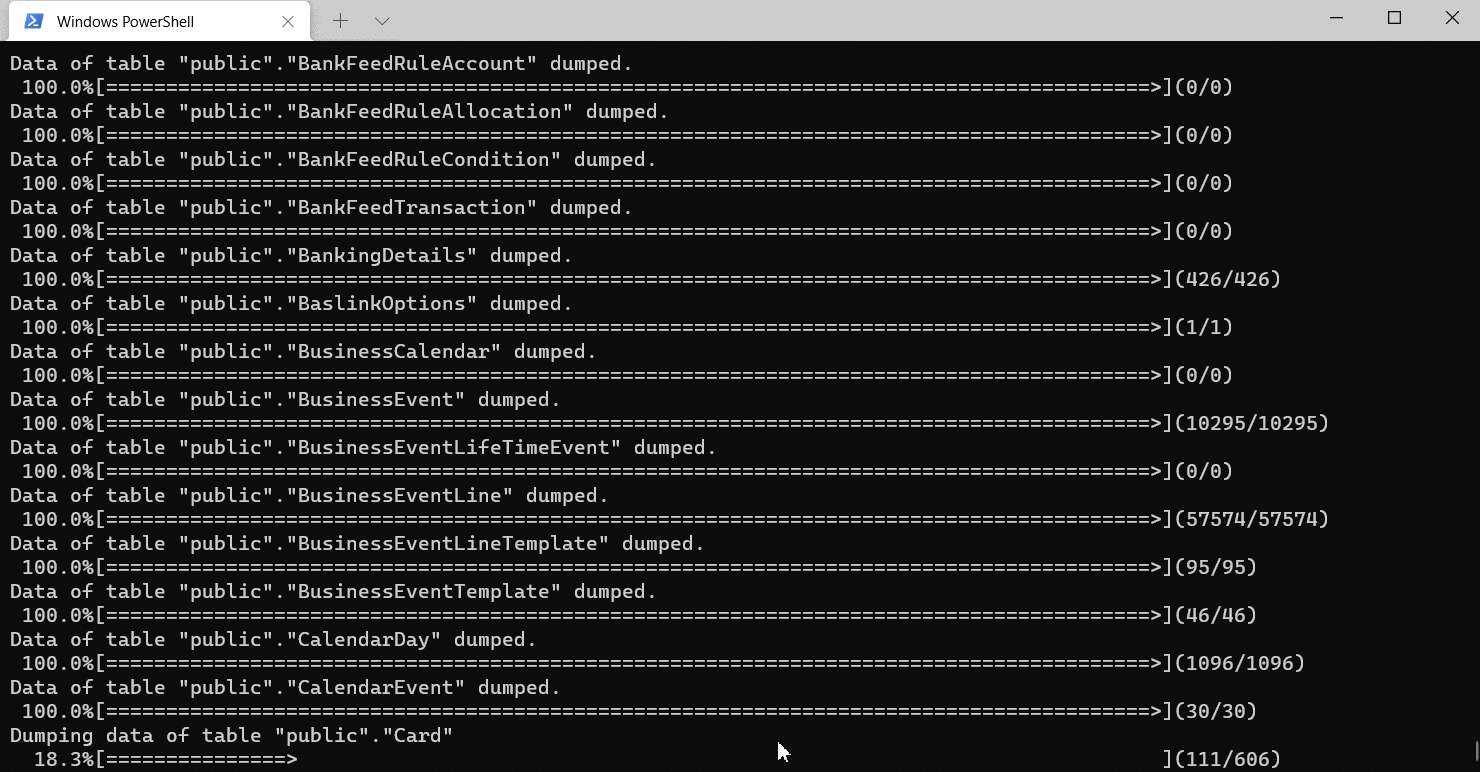 Windows PowerShell
Data of table "public"."BankFeedRuleAccount" dumped.
100.0%[=======================================================================================>](0/0)
Data of table "public"."BankFeedRuleAllocation" dumped.
100.0%[=======================================================================================>](0/0)
Data of table "public"."BankFeedRuleCondition" dumped.
100.0%[=======================================================================================>](0/0)
Data of table "public"."BankFeedTransaction" dumped.
100.0%[=======================================================================================>](0/0)
Data of table "public"."BankingDetails" dumped.
100.0%[=======================================================================================>](426/426)
Data of table "public"."BaslinkOptions" dumped.
100.0%[=======================================================================================>](1/1)
Data of table "public"."BusinessCalendar" dumped.
100.0%[=======================================================================================>](0/0)
Data of table "public"."BusinessEvent" dumped.
100.0%[=======================================================================================>](10295/10295)
Data of table "public"."BusinessEventLifeTimeEvent" dumped.
100.0%[=======================================================================================>](0/0)
Data of table "public"."BusinessEventLine" dumped.
100.0%[=======================================================================================>](57574/57574)
Data of table "public"."BusinessEventLineTemplate" dumped.
100.0%[=======================================================================================>](95/95)
Data of table "public"."BusinessEventTemplate" dumped.
100.0%[=======================================================================================>](46/46)
Data of table "public"."CalendarDay" dumped.
100.0%[=======================================================================================>](1096/1096)
Data of table "public"."CalendarEvent" dumped.
100.0%[=======================================================================================>](30/30)
Dumping data of table "public"."Card"
18.3%[===============>                                                                        ](111/606)